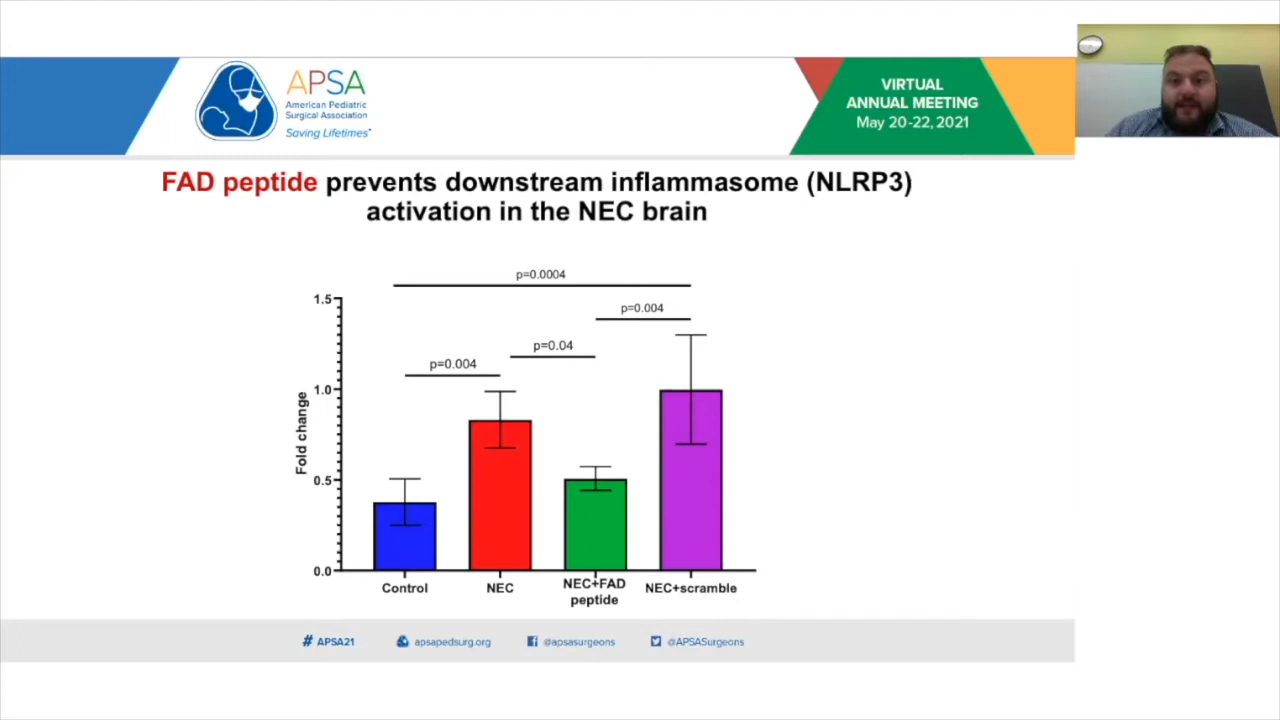 APSA
American Pediatric
Surgical Association
Saving Lifetimes
VIRTUAL
ANNUAL MEETING
May 20-22, 2021
FAD peptide prevents downstream inflammasome (NLRP3)
activation in the NEC brain
p=0.0004
p=0.004
p=0.04
p=0.004
1.5
1.0
0.5
0.0
Fold change
Control
NEC
NEC+FAD
peptide
NEC+scramble
# APSA21
apsapedsurg.org
@apsasurgeons
@APSASurgeons